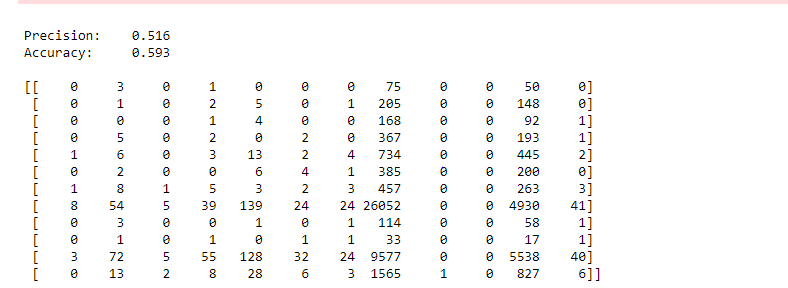 Precision: 0.516
Accuracy: 0.593
[[ 0 3 0 1 0 0 0 75 0 0 50 0]
[ 0 1 0 2 5 0 1 205 0 0 148 0]
[ 0 0 0 1 4 0 0 168 0 0 92 1]
[ 0 5 0 2 0 2 0 367 0 0 193 1]
[ 1 6 0 3 13 2 4 734 0 0 445 2]
[ 0 2 0 0 6 4 1 385 0 0 200 0]
[ 1 8 1 5 3 2 3 457 0 0 263 3]
[ 8 54 5 39 139 24 24 26052 0 0 4930 41]
[ 0 3 0 0 1 0 1 114 0 0 58 1]
[ 0 1 0 1 0 1 1 33 0 0 17 1]
[ 3 72 5 55 128 32 24 9577 0 0 5538 40]
[ 0 13 2 8 28 6 3 1565 1 0 827 6]]